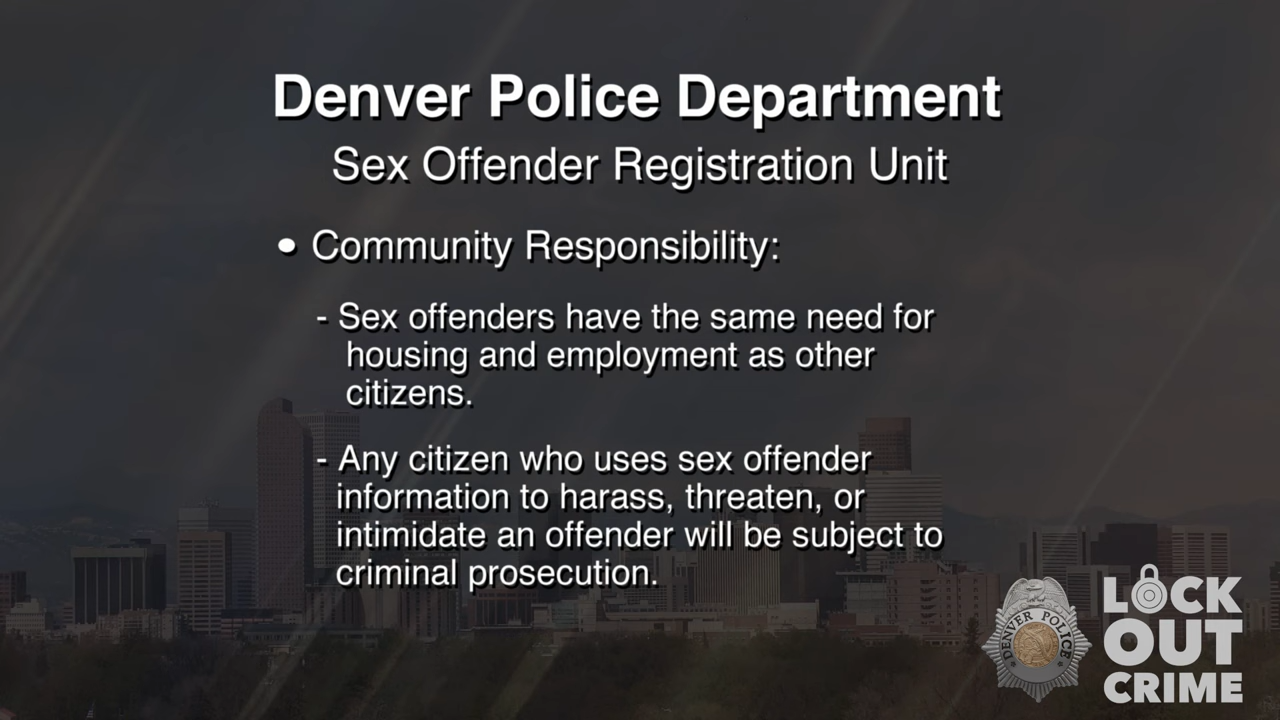 Denver Police Department
Sex Offender Registration Unit
• Community Responsibility:
- Sex offenders have the same need for
housing and employment as other
citizens.
- Any citizen who uses sex offender
information to harass, threaten, or
intimidate an offender will be subject to
criminal prosecution.
DENVER POLICE
LOCK
OUT
CRIME